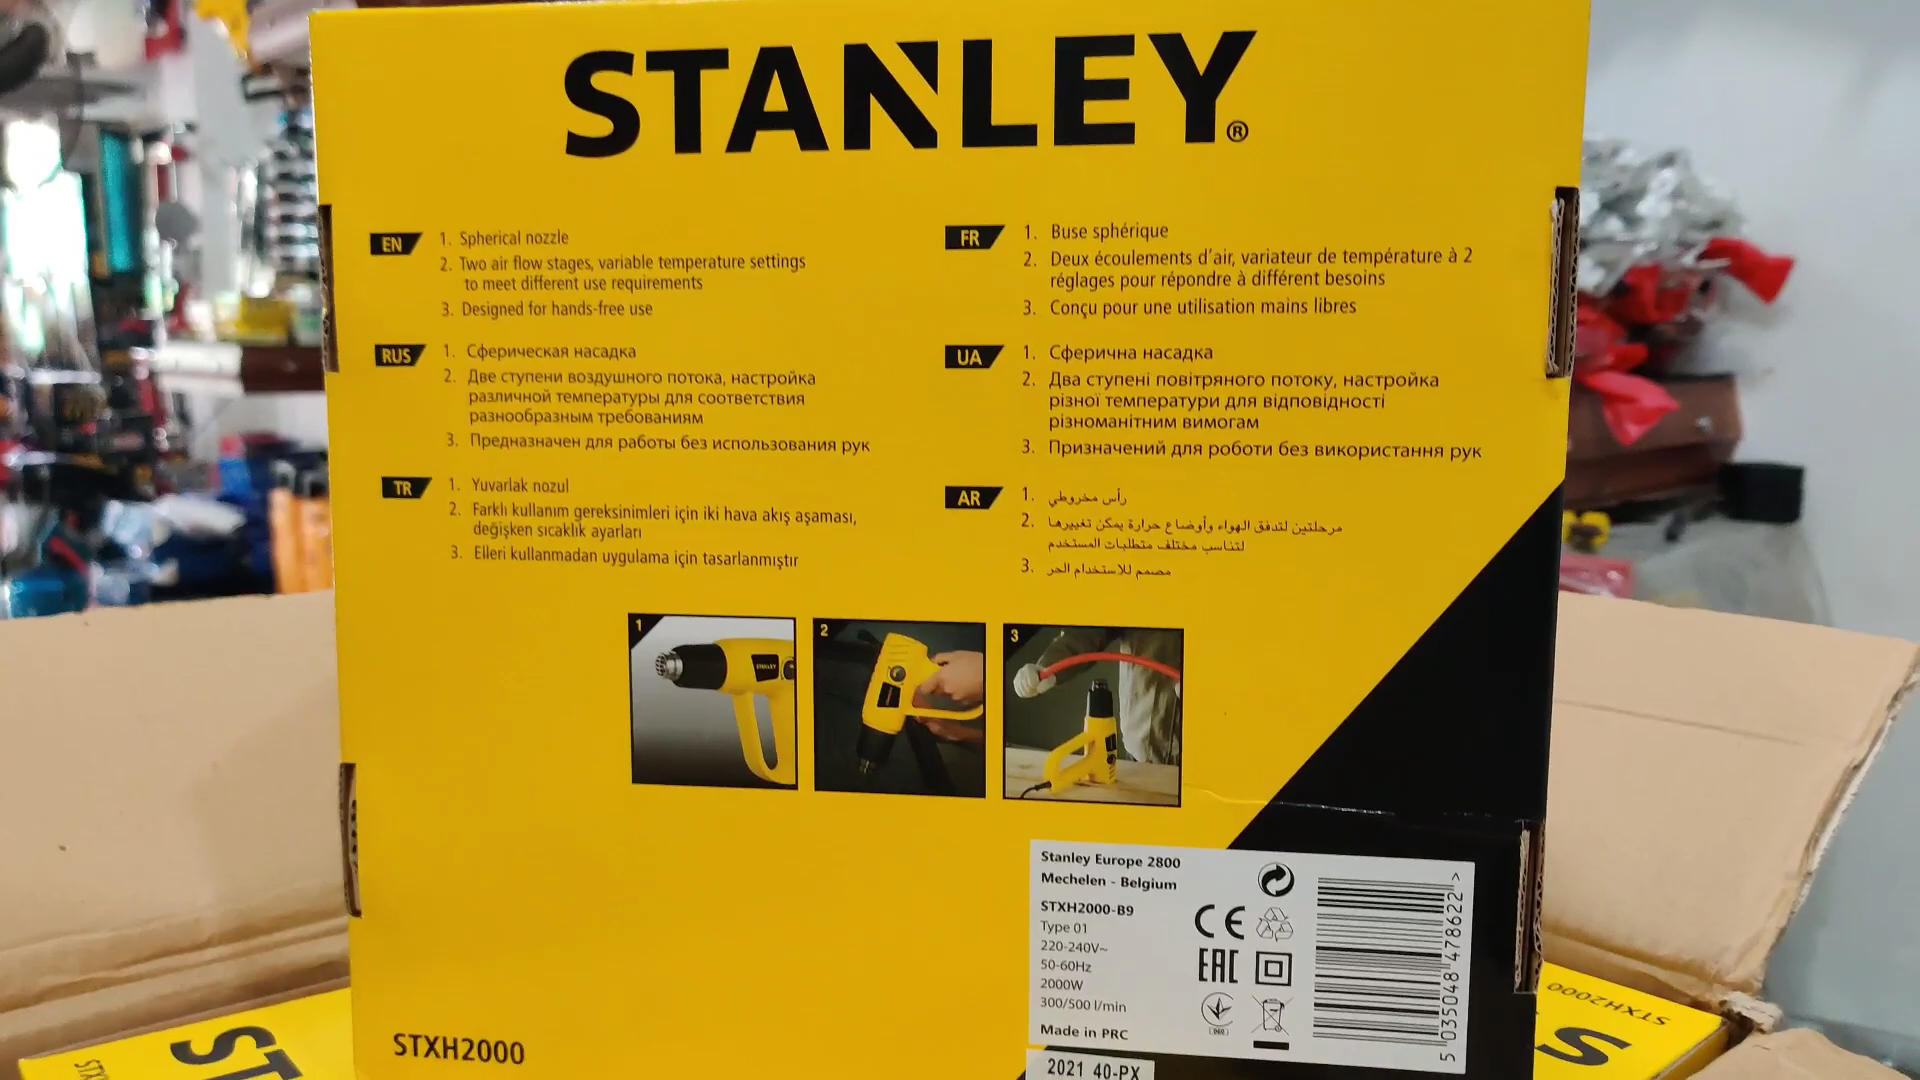 STANLEY®
EN
1. Spherical nozzle
2. Two air flow stages, variable temperature settings
to meet different use requirements
3. Designed for hands-free use
FR
1. Buse sphérique
2. Deux écoulements d'air, variateur de température à 2
réglages pour répondre à différent besoins
3. Conçu pour une utilisation mains libres
RUS
1. Сферическая насадка
2. Две ступени воздушного потока, настройка
различной температуры для соответствия
разнообразным требованиям
3. Предназначен для работы без использования рук
UA
1. Сферична насадка
2. Два ступені повітряного потоку, настройка
різної температури для відповідності
різноманітним вимогам
3. Призначений для роботи без використання рук
TR
1. Yuvarlak nozul
2. Farklı kullanım gereksinimleri için iki hava akış aşaması,
değişken sıcaklık ayarları
3. Elleri kullanmadan uygulama için tasarlanmıştır
AR
1. رأس مخروطي
2. مرحلتين لتدفق الهواء وأوضاع حرارة يمكن تغييرها
لتناسب مختلف متطلبات المستخدم
3. مصمم للاستخدام الحر
1
STANLEY
2
3
Stanley Europe 2800
Mechelen - Belgium
STXH2000-B9
Type 01
220-240V~
50-60Hz
2000W
300/500 l/min
Made in PRC
CE
EAC
5 035048 478622 >
2021 40-PX
STXH2000
STX
ST
STXH2000
S